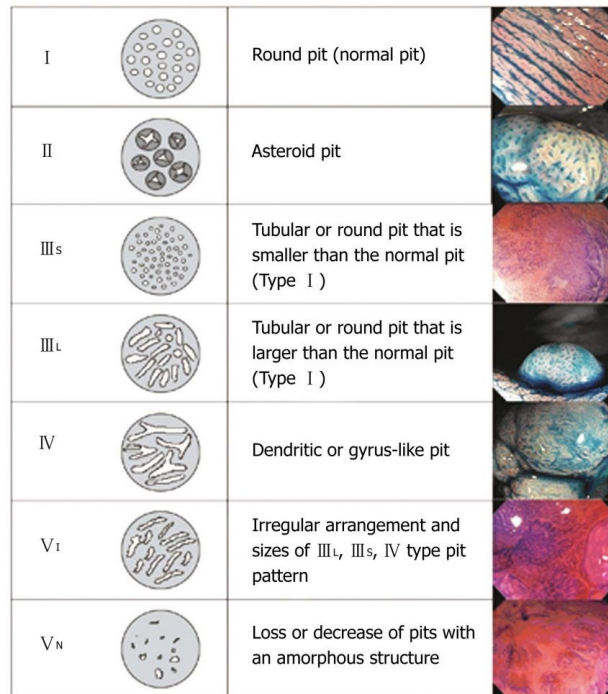 Ⅰ
Round pit (normal pit)
Ⅱ
Asteroid pit
Ⅲs
Tubular or round pit that is
smaller than the normal pit
(Type Ⅰ)
ⅢL
Tubular or round pit that is
larger than the normal pit
(Type Ⅰ)
Ⅳ
Dendritic or gyrus-like pit
ⅤI
Irregular arrangement and
sizes of ⅢL, Ⅲs, Ⅳ type pit
pattern
ⅤN
Loss or decrease of pits with
an amorphous structure